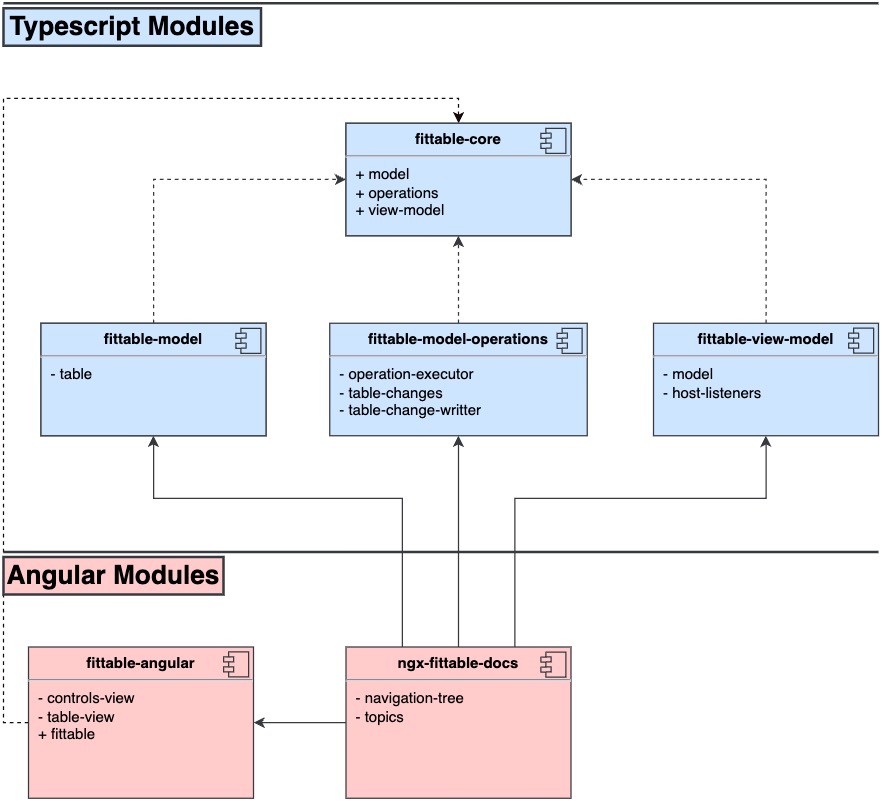 Typescript Modules
fittable-core
+ model
+ operations
+ view-model
fittable-model
- table
fittable-model-operations
- operation-executor
- table-changes
- table-change-writter
fittable-view-model
- model
- host-listeners
Angular Modules
fittable-angular
- controls-view
- table-view
+ fittable
ngx-fittable-docs
- navigation-tree
- topics